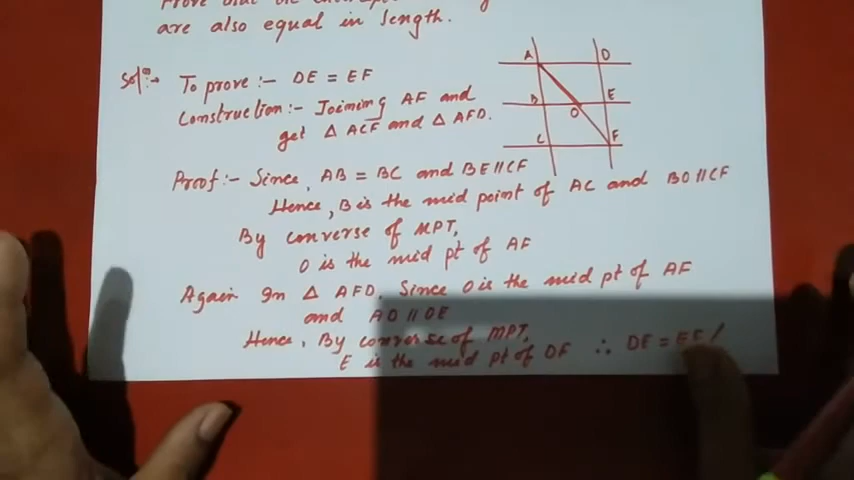 are also equal in length.
Solⁿ:→ To prove:- DE = EF
Construction:- Joining AF and
get △ ACF and △ AFD.
A D
B E
O
C F
Proof:- Since, AB = BC and BE∥CF
Hence, B is the mid point of AC and BO∥CF
By converse of MPT,
O is the mid pt of AF
Again In △ AFD, Since O is the mid pt of AF
and AD∥OE
Hence, By converse of MPT,
E is the mid pt of DF ∴ DE = EF/